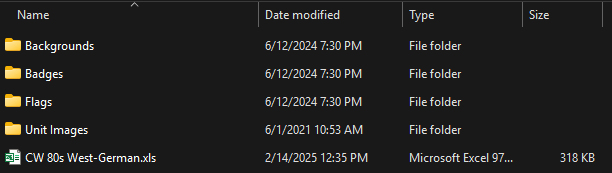 Name Date modified Type Size
Backgrounds 6/12/2024 7:30 PM File folder
Badges 6/12/2024 7:30 PM File folder
Flags 6/12/2024 7:30 PM File folder
Unit Images 6/1/2021 10:53 AM File folder
CW 80s West-German.xls 2/14/2025 12:35 PM Microsoft Excel 97... 318 KB